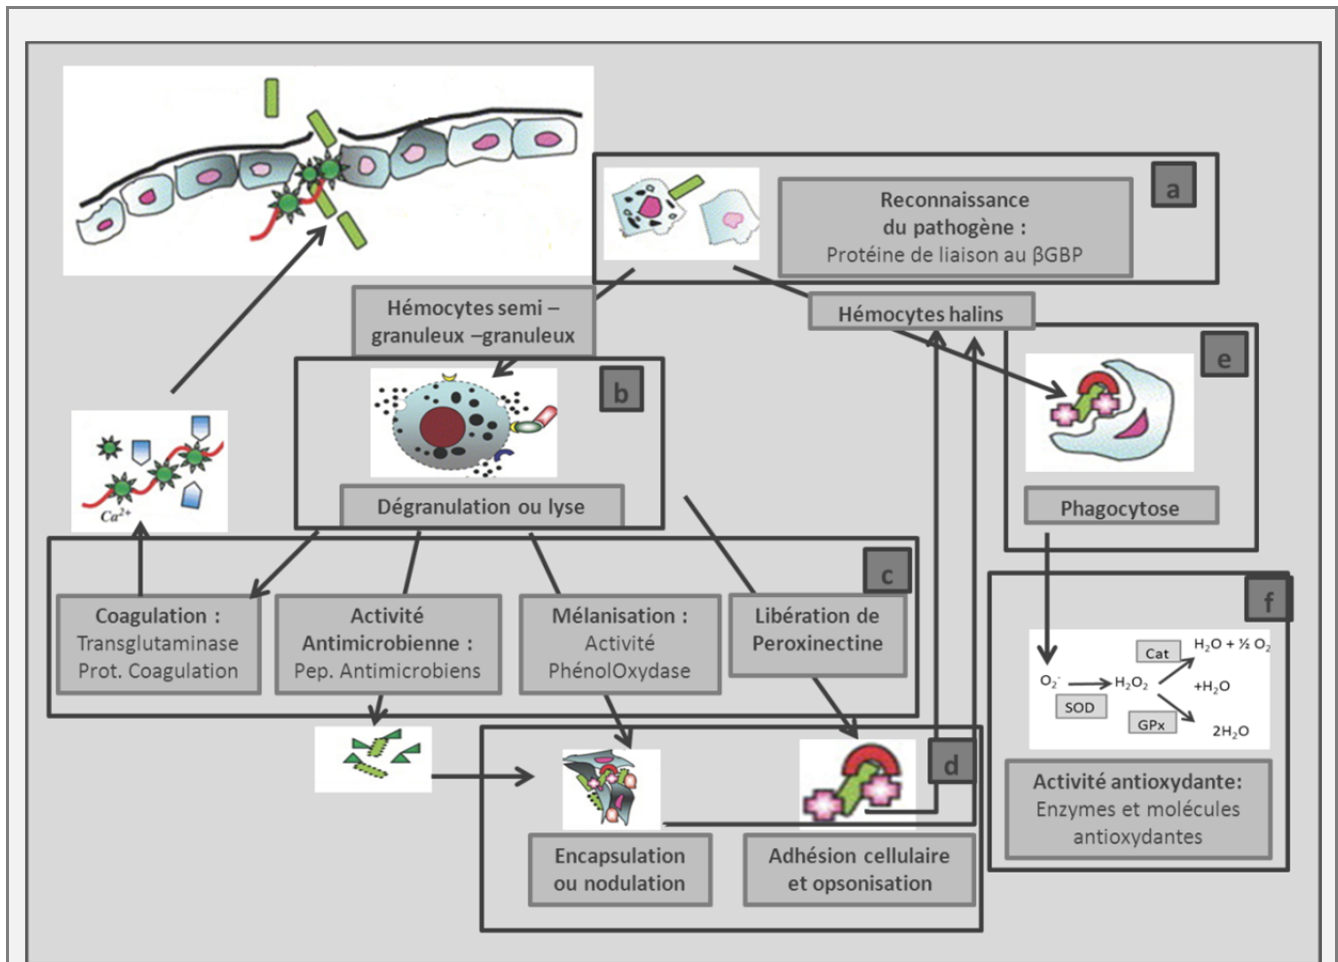 a
Reconnaissance
du pathogène :
Protéine de liaison au βGBP
Hémocytes semi –
granuleux –granuleux
Hémocytes halins
b
Dégranulation ou lyse
e
Phagocytose
Ca²⁺
c
Coagulation :
Transglutaminase
Prot. Coagulation
Activité
Antimicrobienne :
Pep. Antimicrobiens
Mélanisation :
Activité
PhénolOxydase
Libération de
Peroxinectine
f
O₂⁻
SOD
H₂O₂
Cat
GPx
H₂O + ½ O₂
+H₂O
2H₂O
Activité antioxydante:
Enzymes et molécules
antioxydantes
d
Encapsulation
ou nodulation
Adhésion cellulaire
et opsonisation